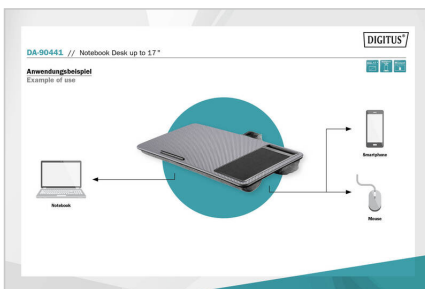 DIGITUS®
DA-90441 // Notebook Desk up to 17"
Anwendungsbeispiel
Example of use
Smartphone
Notebook
Mouse